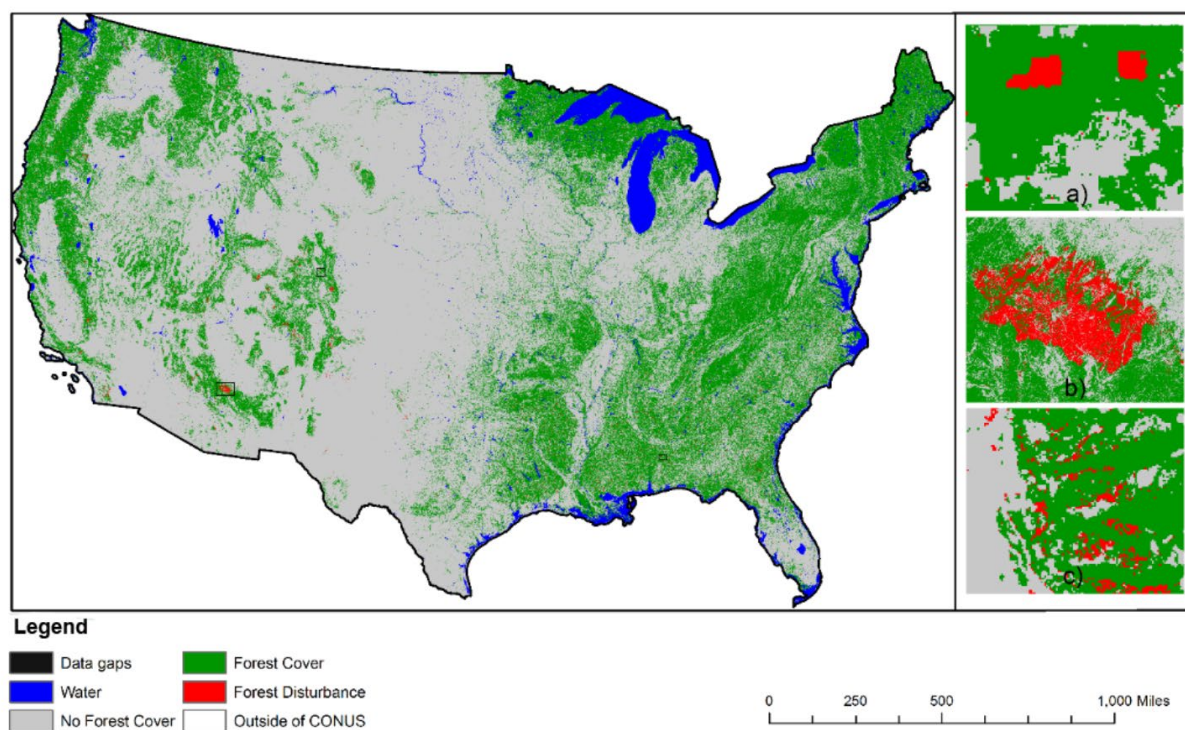 a)
b)
c)
Legend
Data gaps
Forest Cover
Water
Forest Disturbance
No Forest Cover
Outside of CONUS
0 250 500 1,000 Miles